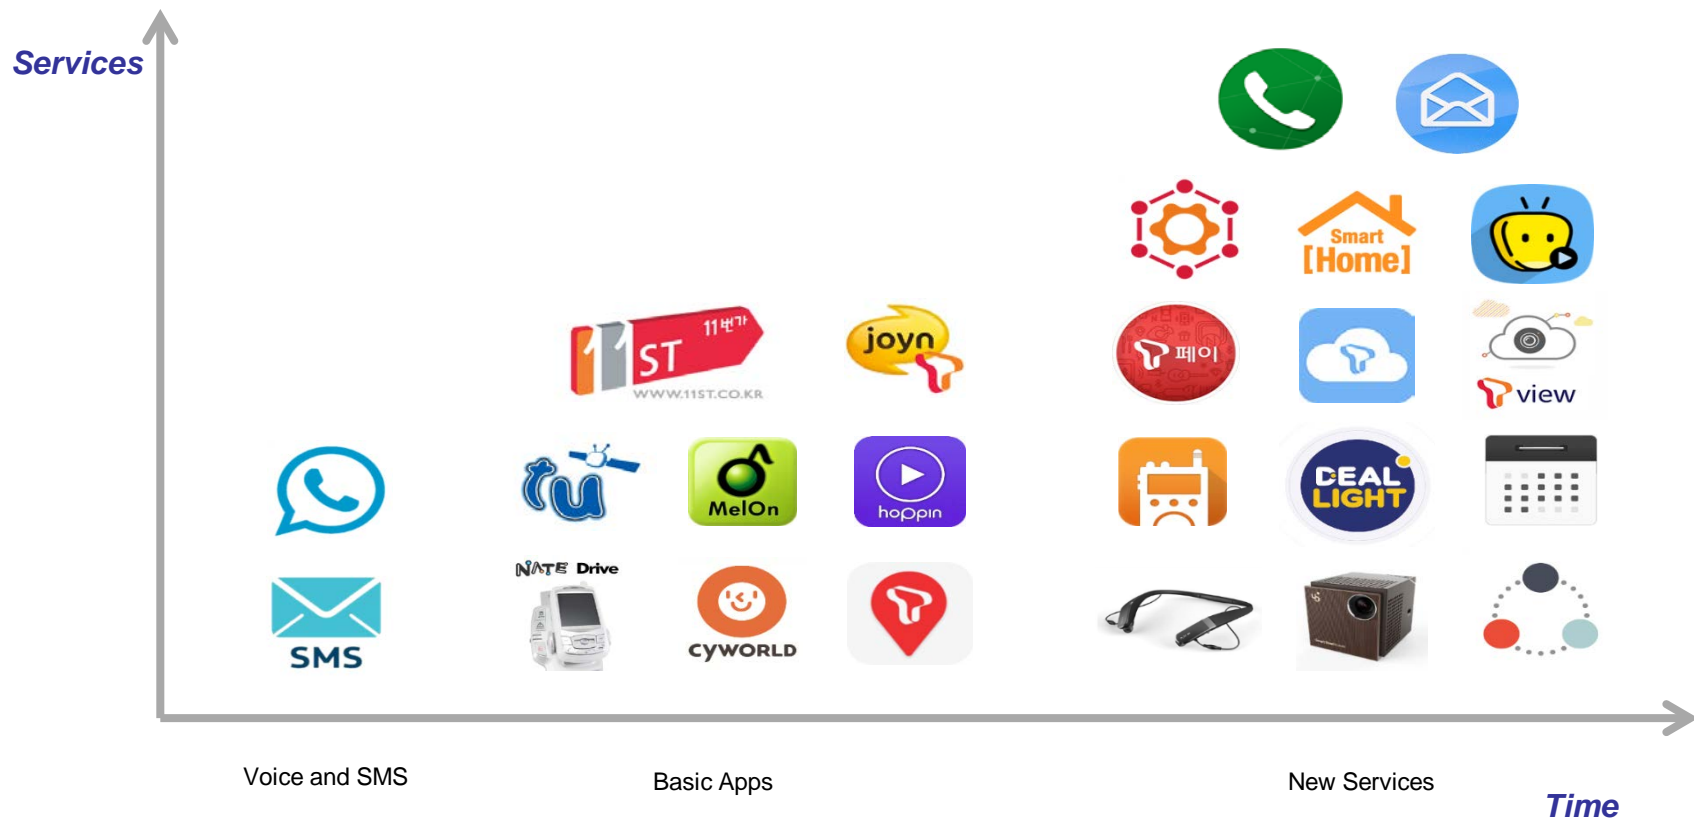 Services
Smart
[Home]
11번가
11ST
WWW.11ST.CO.KR
joyn
T 페이
T view
tu
MelOn
hoppin
DEAL
LIGHT
NATE Drive
CYWORLD
SMS
Voice and SMS
Basic Apps
New Services
Time